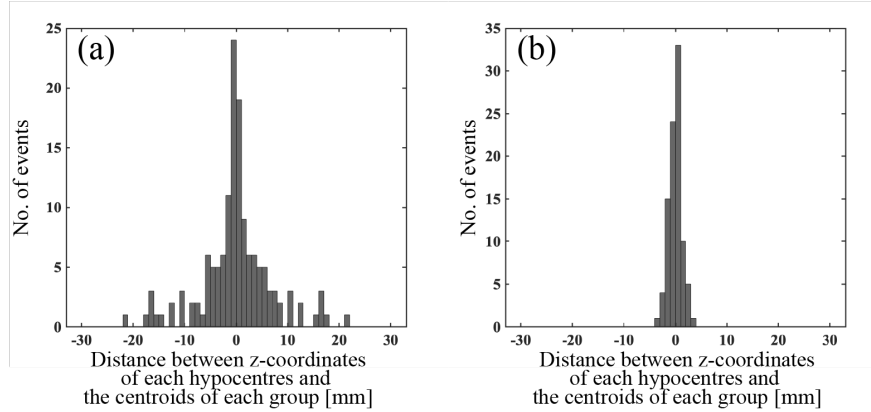 (a)
No. of events
25
20
15
10
5
0
-30 -20 -10 0 10 20 30
Distance between z-coordinates
of each hypocentres and
the centroids of each group [mm]
(b)
No. of events
35
30
25
20
15
10
5
0
-30 -20 -10 0 10 20 30
Distance between z-coordinates
of each hypocentres and
the centroids of each group [mm]